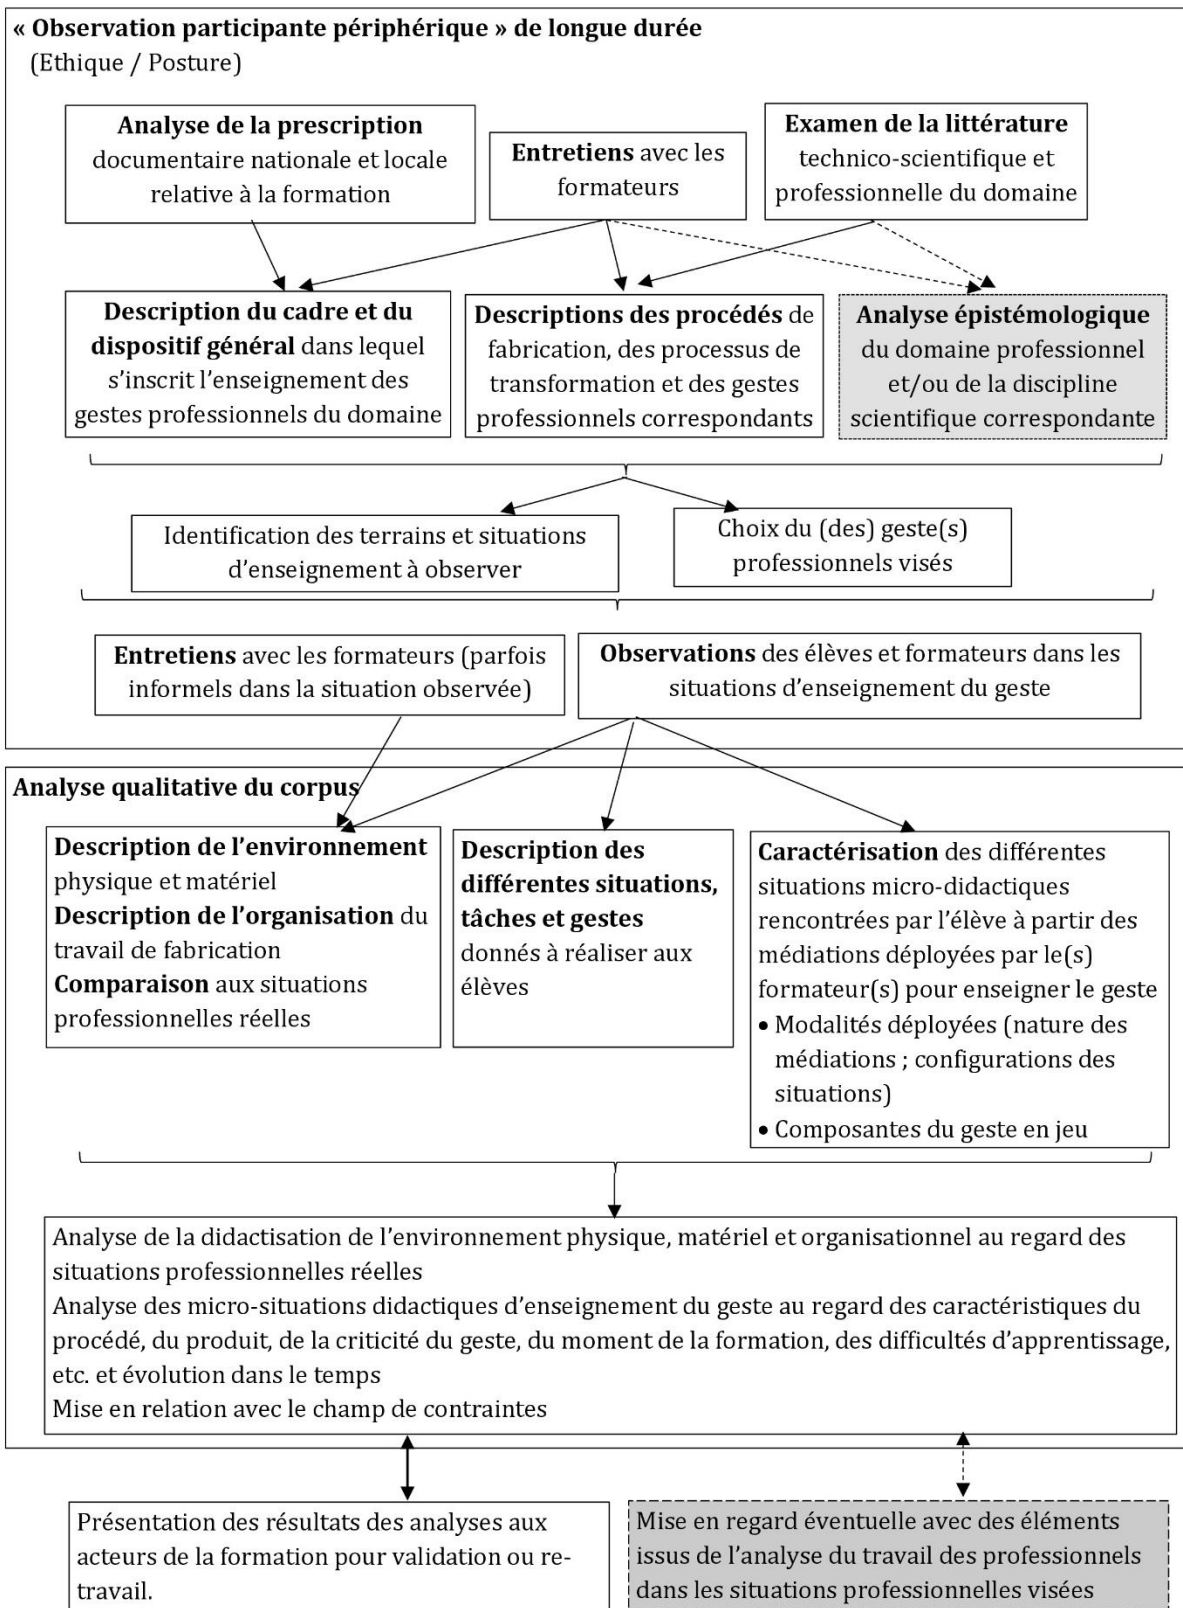 « Observation participante périphérique » de longue durée
(Ethique / Posture)
Analyse de la prescription
documentaire nationale et locale
relative à la formation
Entretiens avec les
formateurs
Examen de la littérature
technico-scientifique et
professionnelle du domaine
Description du cadre et du
dispositif général dans lequel
s’inscrit l’enseignement des
gestes professionnels du domaine
Descriptions des procédés de
fabrication, des processus de
transformation et des gestes
professionnels correspondants
Analyse épistémologique
du domaine professionnel
et/ou de la discipline
scientifique correspondante
Identification des terrains et situations
d’enseignement à observer
Choix du (des) geste(s)
professionnels visés
Entretiens avec les formateurs (parfois
informels dans la situation observée)
Observations des élèves et formateurs dans les
situations d’enseignement du geste
Analyse qualitative du corpus
Description de l’environnement
physique et matériel
Description de l’organisation du
travail de fabrication
Comparaison aux situations
professionnelles réelles
Description des
différentes situations,
tâches et gestes
donnés à réaliser aux
élèves
Caractérisation des différentes
situations micro-didactiques
rencontrées par l’élève à partir des
médiations déployées par le(s)
formateur(s) pour enseigner le geste
• Modalités déployées (nature des
médiations ; configurations des
situations)
• Composantes du geste en jeu
Analyse de la didactisation de l’environnement physique, matériel et organisationnel au regard des
situations professionnelles réelles
Analyse des micro-situations didactiques d’enseignement du geste au regard des caractéristiques du
procédé, du produit, de la criticité du geste, du moment de la formation, des difficultés d’apprentissage,
etc. et évolution dans le temps
Mise en relation avec le champ de contraintes
Présentation des résultats des analyses aux
acteurs de la formation pour validation ou re-
travail.
Mise en regard éventuelle avec des éléments
issus de l’analyse du travail des professionnels
dans les situations professionnelles visées